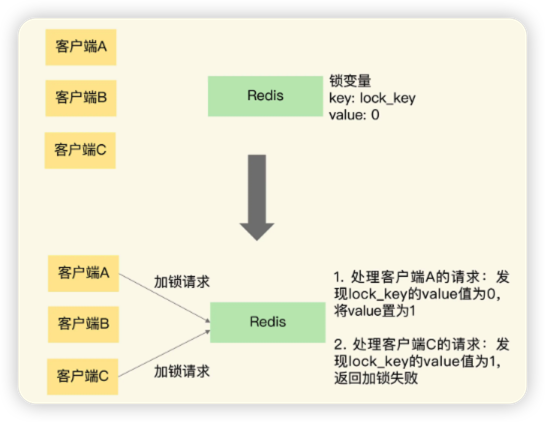 客户端A
客户端B
客户端C
Redis
锁变量
key: lock_key
value: 0
客户端A
客户端B
客户端C
加锁请求
加锁请求
Redis
1. 处理客户端A的请求：发
现lock_key的value值为0，
将value置为1
2. 处理客户端C的请求：发
现lock_key的value值为1，
返回加锁失败